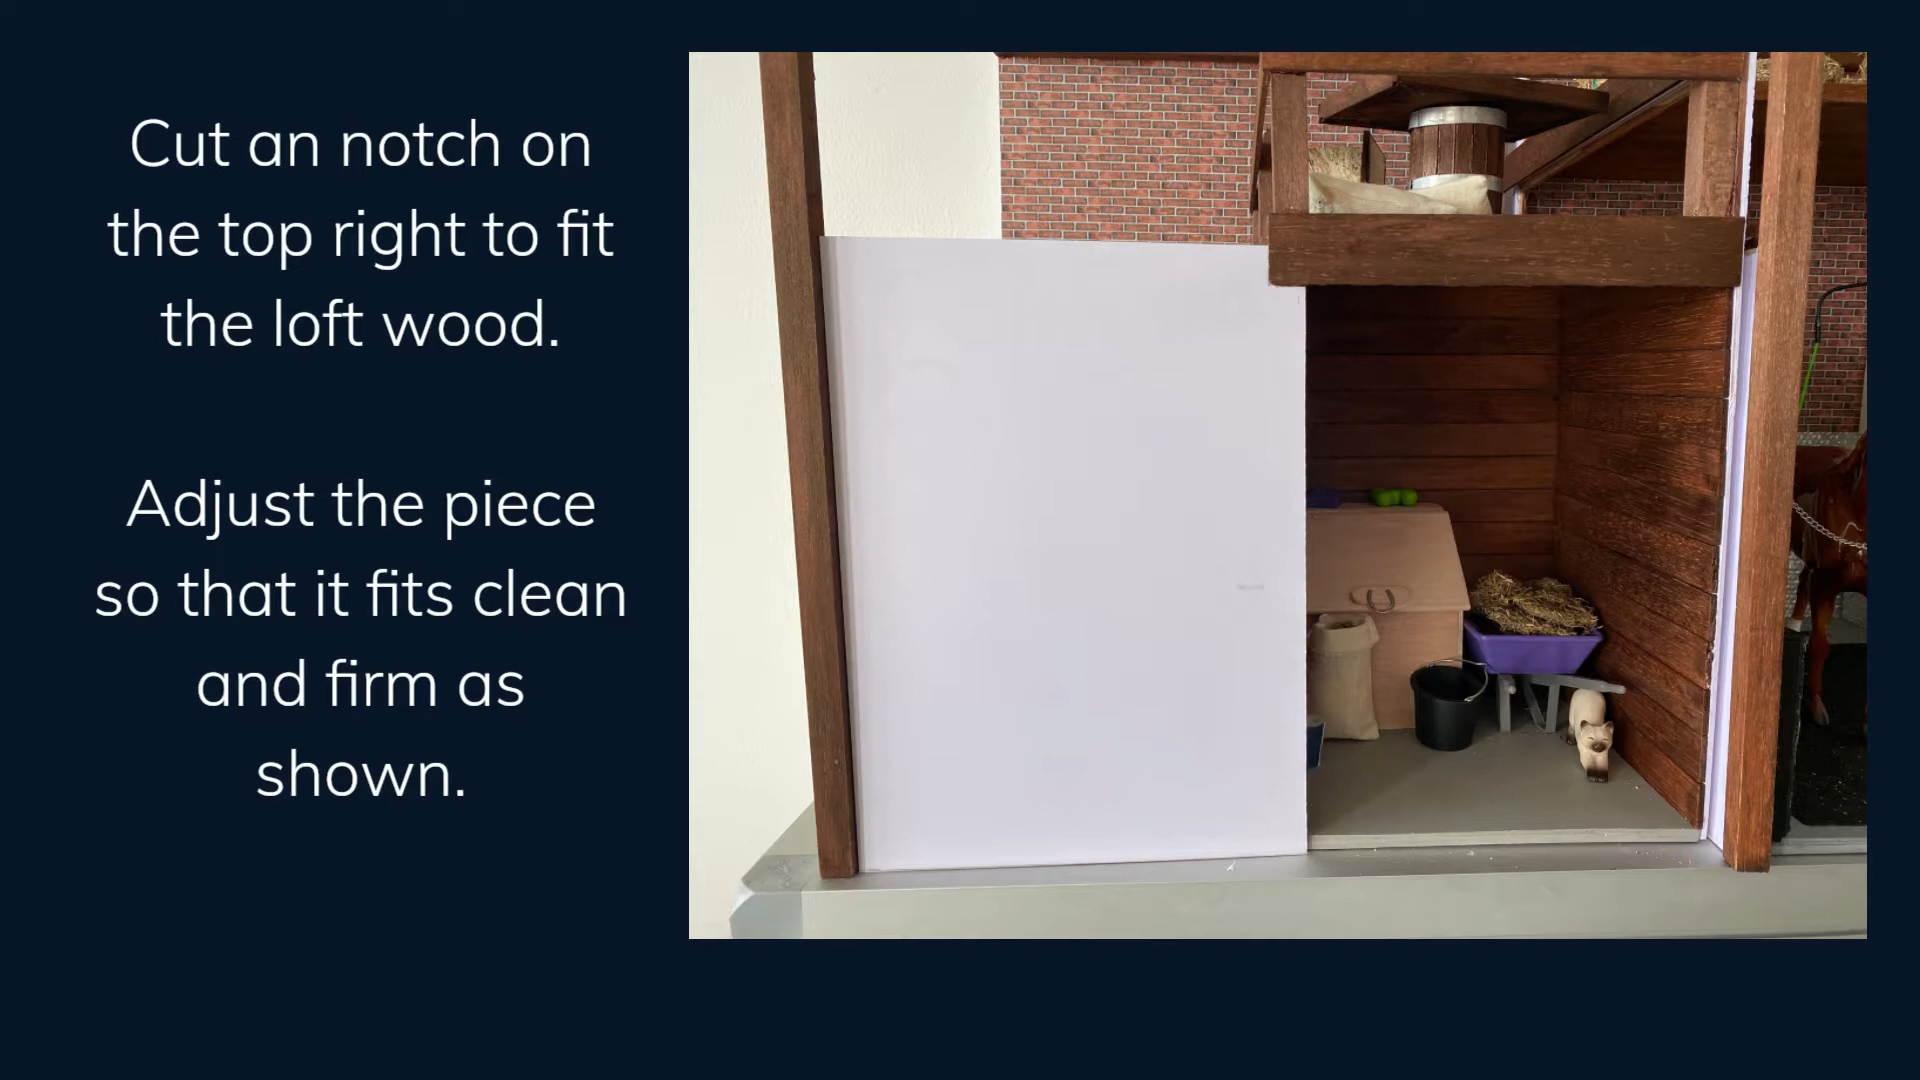 Cut an notch on
the top right to fit
the loft wood.
Adjust the piece
so that it fits clean
and firm as
shown.